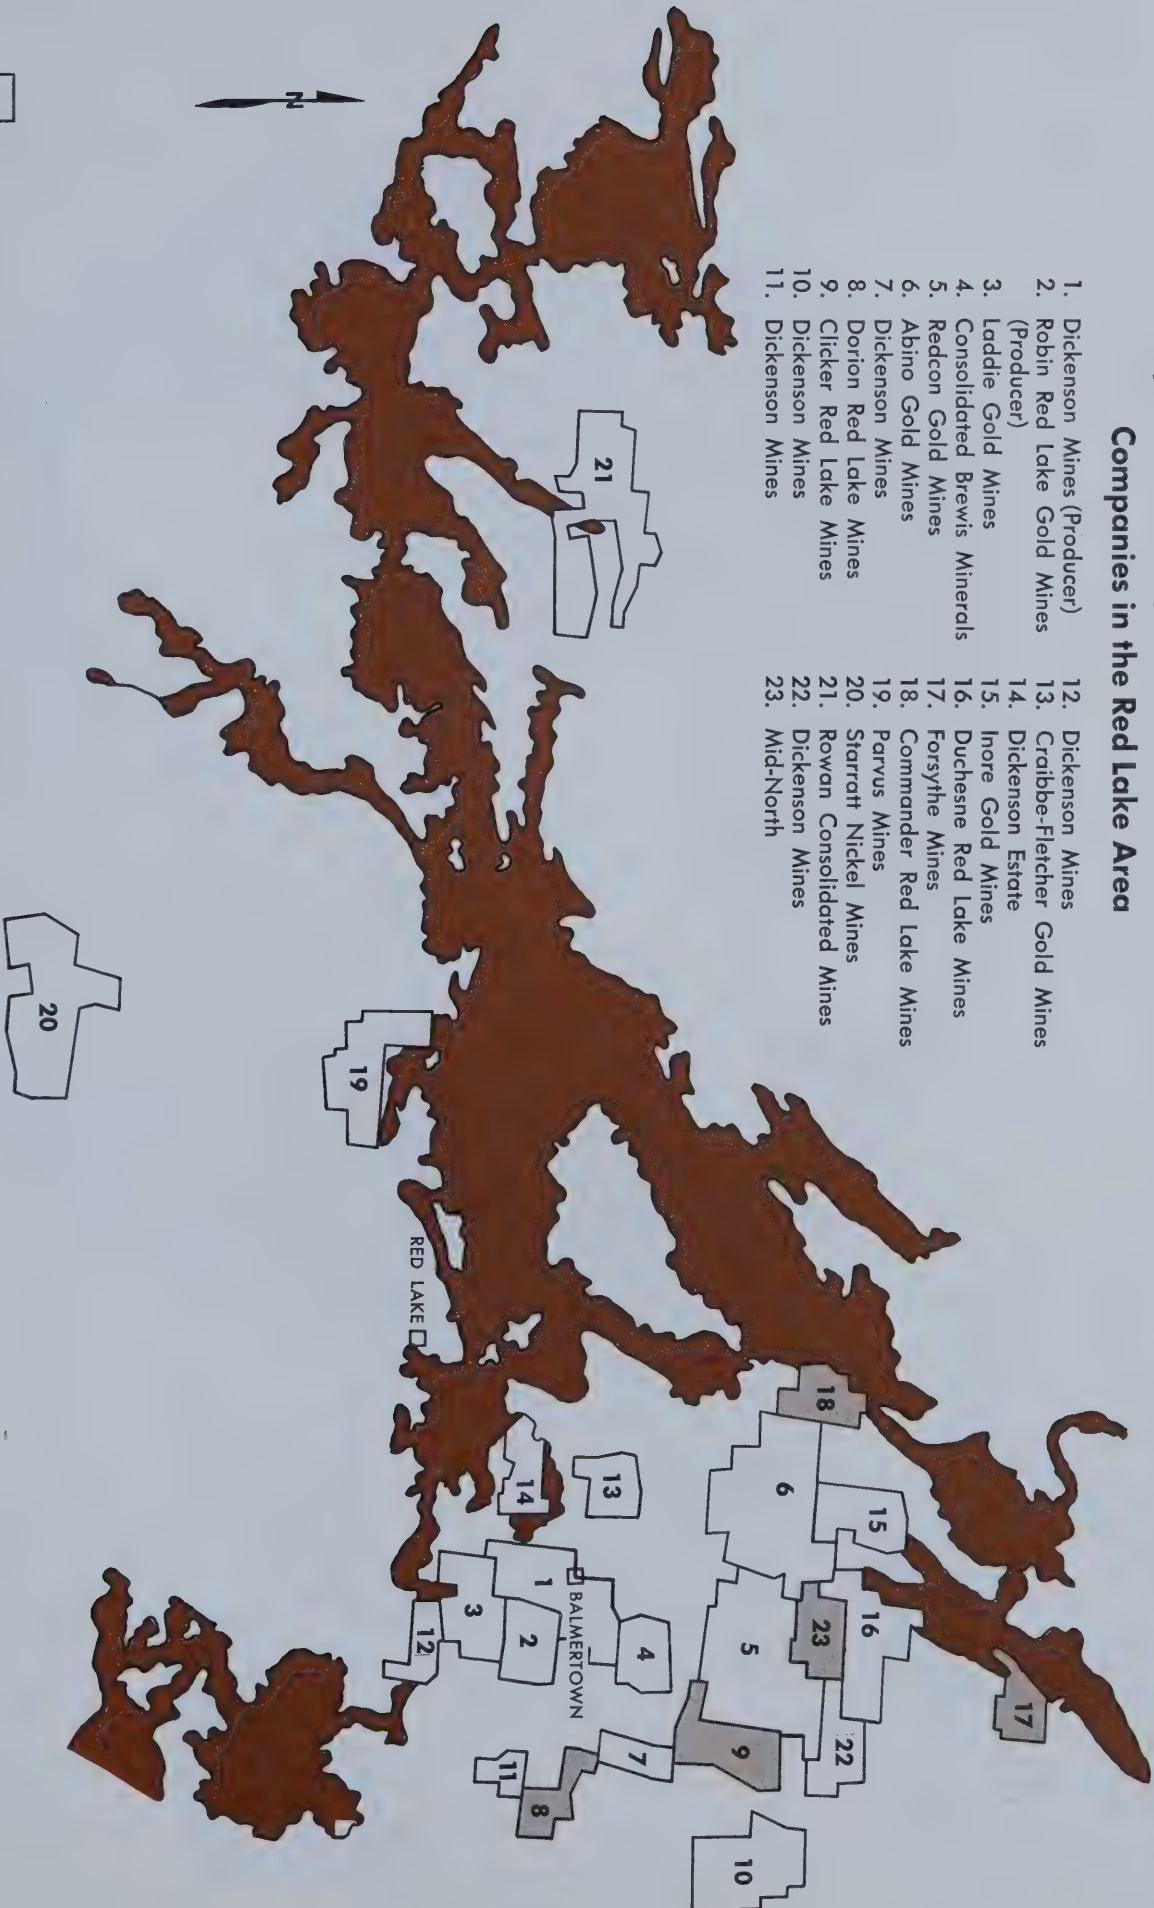 Companies in the Red Lake Area
1. Dickenson Mines (Producer)
2. Robin Red Lake Gold Mines
(Producer)
3. Laddie Gold Mines
4. Consolidated Brewis Minerals
5. Redcon Gold Mines
6. Abino Gold Mines
7. Dickenson Mines
8. Dorion Red Lake Mines
9. Clicker Red Lake Mines
10. Dickenson Mines
11. Dickenson Mines
12. Dickenson Mines
13. Craibbe-Fletcher Gold Mines
14. Dickenson Estate
15. Inore Gold Mines
16. Duchesne Red Lake Mines
17. Forsythe Mines
18. Commander Red Lake Mines
19. Parvus Mines
20. Starratt Nickel Mines
21. Rowan Consolidated Mines
22. Dickenson Mines
23. Mid-North
N
21
20
19
RED LAKE
18
6
15
13
14
1
BALMERTOWN
3
2
12
4
5
23
16
17
22
9
7
11
8
10